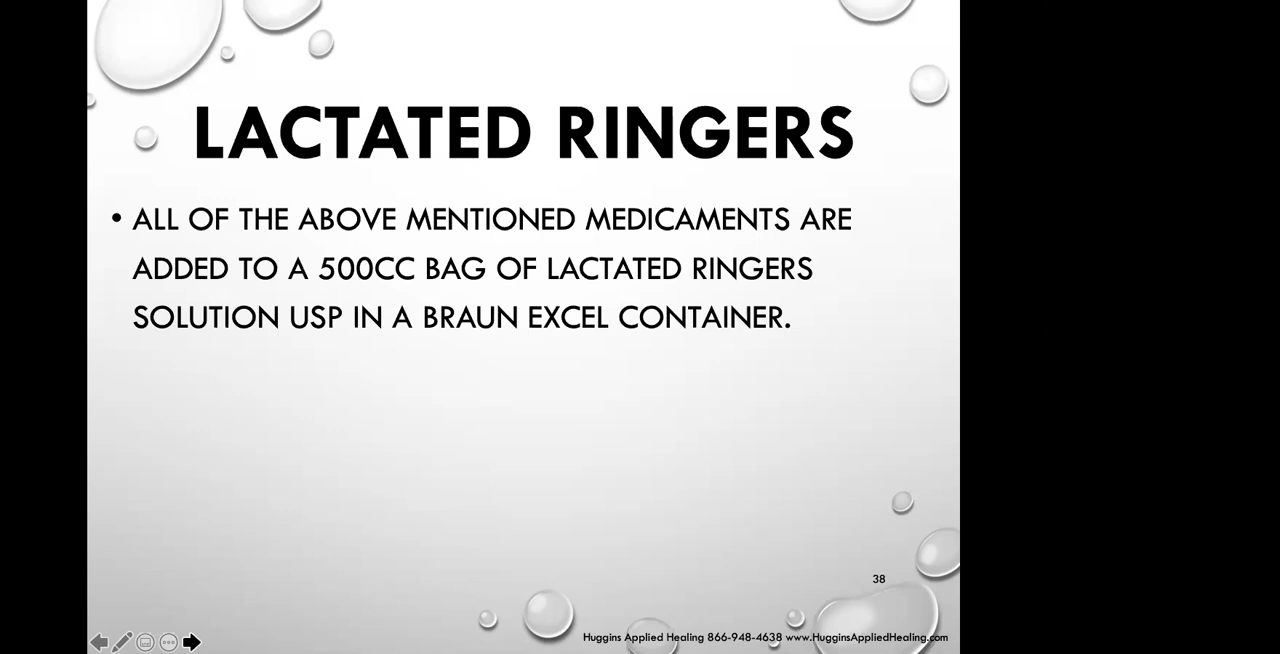 LACTATED RINGERS
• ALL OF THE ABOVE MENTIONED MEDICAMENTS ARE
ADDED TO A 500CC BAG OF LACTATED RINGERS
SOLUTION USP IN A BRAUN EXCEL CONTAINER.
38
Huggins Applied Healing 866-948-4638 www.HugginsAppliedHealing.com